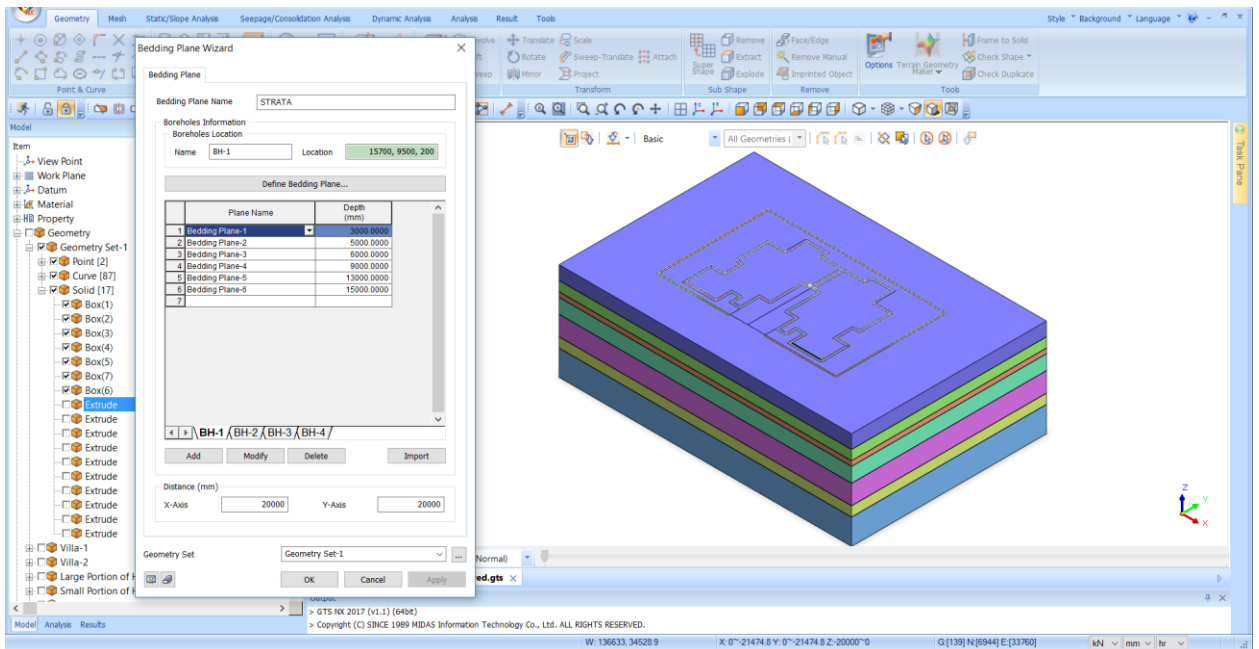 Geometry Mesh Static/Slope Analysis Seepage/Consolidation Analysis Dynamic Analysis Analysis Result Tools
Style Background Language
Translate Scale
Rotate Sweep-Translate Attach
Mirror Project
Super Shape
Remove
Extract
Explode
Face/Edge
Remove Manual
Imprinted Object
Options Terrain Geometry Maker
Frame to Solid
Check Shape
Check Duplicate
Point & Curve Transform Sub Shape Remove Tools
Basic All Geometries (
Task Pane
Model
Item
View Point
Work Plane
Datum
Material
Property
Geometry
Geometry Set-1
Point [2]
Curve [87]
Solid [17]
Box(1)
Box(2)
Box(3)
Box(4)
Box(5)
Box(7)
Box(6)
Extrude
Extrude
Extrude
Extrude
Extrude
Extrude
Extrude
Extrude
Extrude
Extrude
Villa-1
Villa-2
Large Portion of H
Small Portion of H
Model Analysis Results
Bedding Plane Wizard
Bedding Plane
Bedding Plane Name STRATA
Boreholes Information
Boreholes Location
Name BH-1 Location 15700, 9500, 200
Define Bedding Plane...
Plane Name Depth (mm)
1 Bedding Plane-1 3000.0000
2 Bedding Plane-2 5000.0000
3 Bedding Plane-3 6000.0000
4 Bedding Plane-4 9000.0000
5 Bedding Plane-5 13000.0000
6 Bedding Plane-6 15000.0000
7
BH-1 BH-2 BH-3 BH-4
Add Modify Delete Import
Distance (mm)
X-Axis 20000 Y-Axis 20000
Geometry Set Geometry Set-1 ...
OK Cancel Apply
Normal)
red.gts
Z
Y
X
Output
> GTS NX 2017 (v1.1) (64bit)
> Copyright (C) SINCE 1989 MIDAS Information Technology Co., Ltd. ALL RIGHTS RESERVED.
W: 136633, 34528.9 X: 0~-21474.8 Y: 0~-21474.8 Z:-20000~0 G:[139] N:[6944] E:[33760] kN mm hr